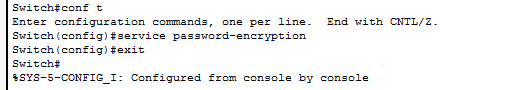 Switch#conf t
Enter configuration commands, one per line.  End with CNTL/Z.
Switch(config)#service password-encryption
Switch(config)#exit
Switch#
%SYS-5-CONFIG_I: Configured from console by console